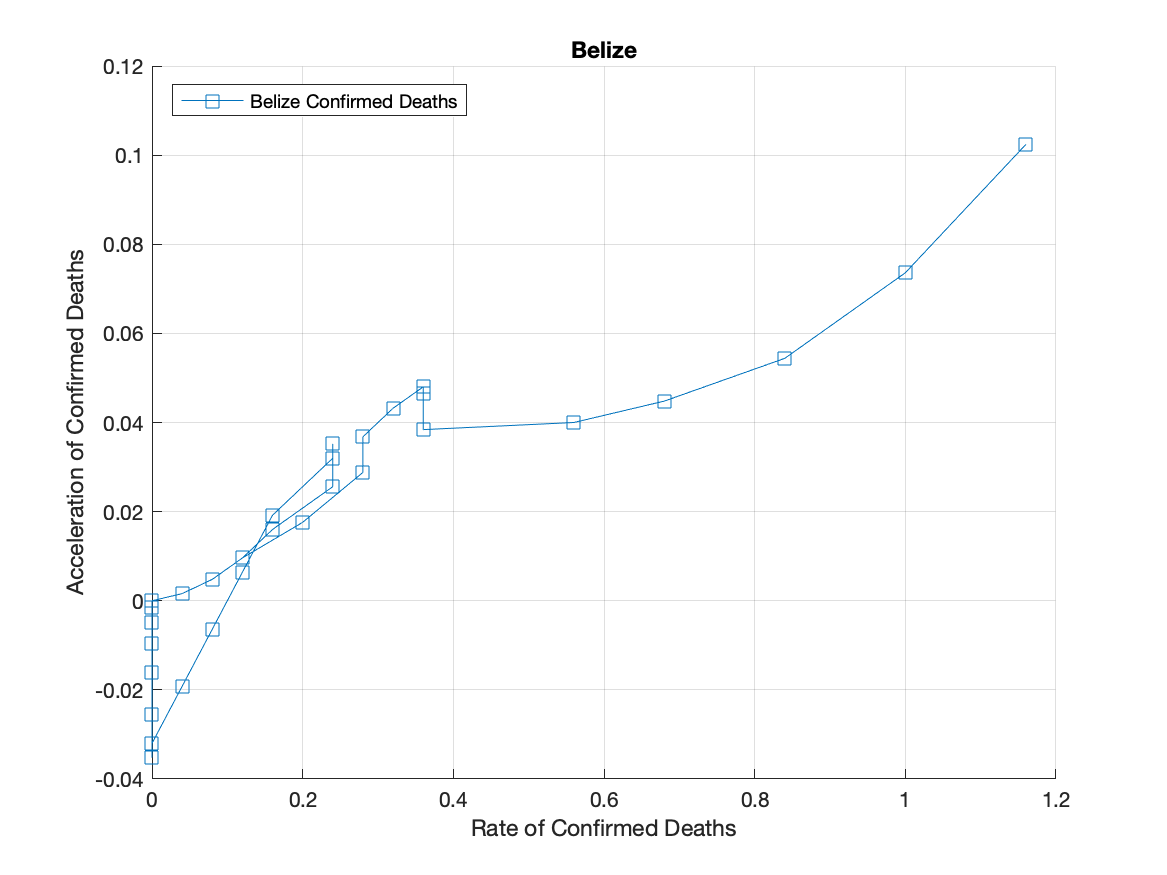 Belize
Belize Confirmed Deaths
Acceleration of Confirmed Deaths
0.12
0.1
0.08
0.06
0.04
0.02
0
-0.02
-0.04
0 0.2 0.4 0.6 0.8 1 1.2
Rate of Confirmed Deaths